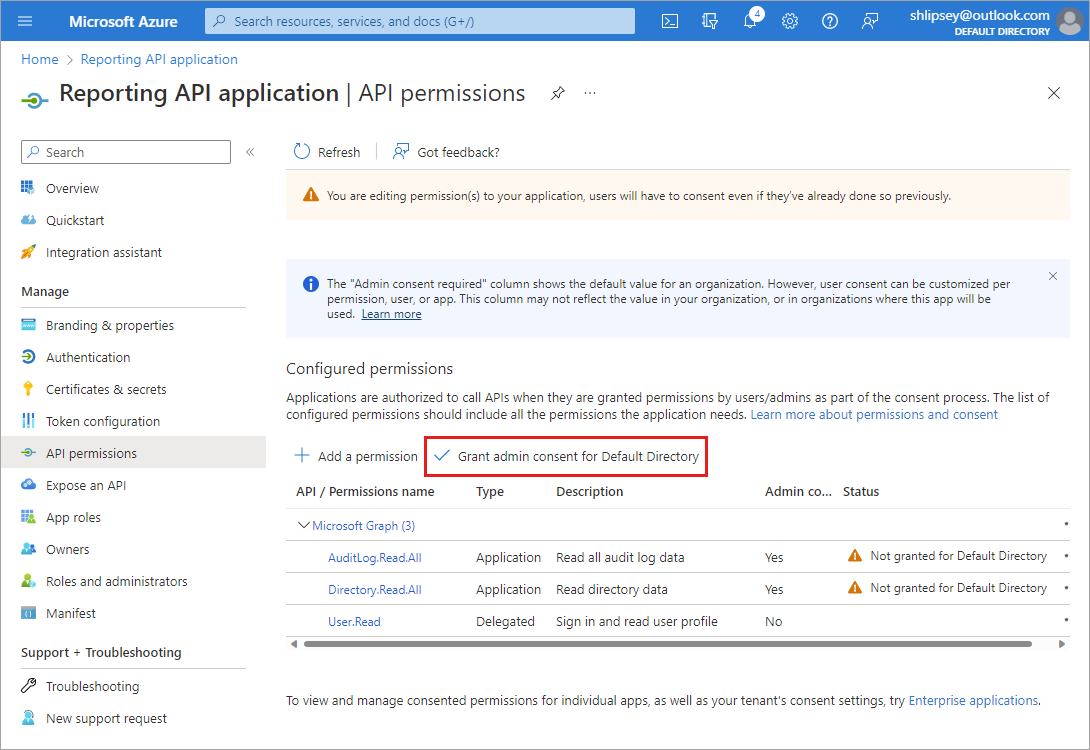 Microsoft Azure
Search resources, services, and docs (G+/)
4
shlipsey@outlook.com
DEFAULT DIRECTORY
Home > Reporting API application
Reporting API application | API permissions
Search
«
Refresh
Got feedback?
Overview
Quickstart
Integration assistant
Manage
Branding & properties
Authentication
Certificates & secrets
Token configuration
API permissions
Expose an API
App roles
Owners
Roles and administrators
Manifest
Support + Troubleshooting
Troubleshooting
New support request
You are editing permission(s) to your application, users will have to consent even if they've already done so previously.
The "Admin consent required" column shows the default value for an organization. However, user consent can be customized per
permission, user, or app. This column may not reflect the value in your organization, or in organizations where this app will be
used. Learn more
Configured permissions
Applications are authorized to call APIs when they are granted permissions by users/admins as part of the consent process. The list of
configured permissions should include all the permissions the application needs. Learn more about permissions and consent
Add a permission
Grant admin consent for Default Directory
API / Permissions name Type Description Admin co... Status
Microsoft Graph (3)
AuditLog.Read.All Application Read all audit log data Yes Not granted for Default Directory
Directory.Read.All Application Read directory data Yes Not granted for Default Directory
User.Read Delegated Sign in and read user profile No
To view and manage consented permissions for individual apps, as well as your tenant's consent settings, try Enterprise applications.